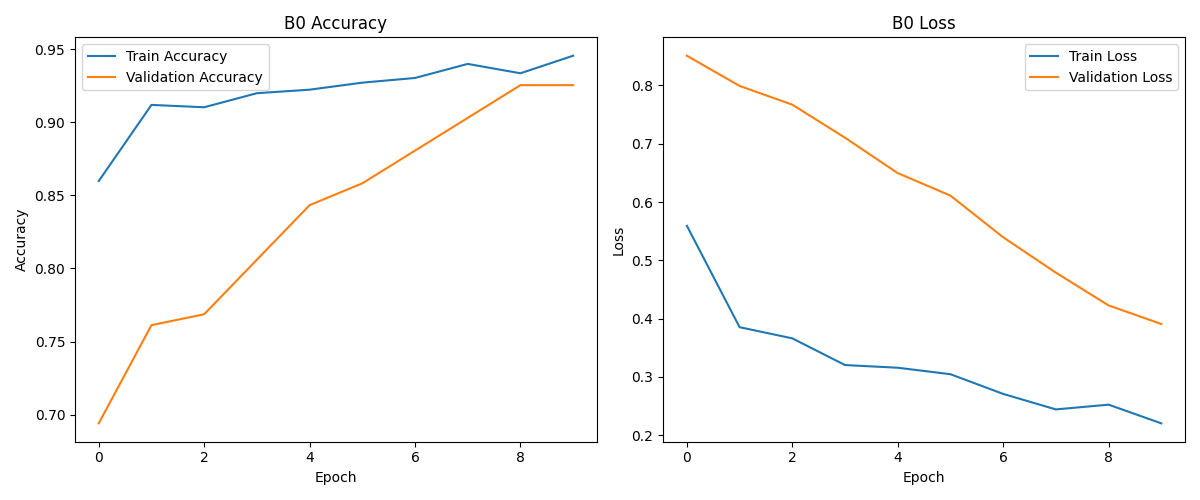 B0 Accuracy
Train Accuracy
Validation Accuracy
0.95
0.90
0.85
0.80
0.75
0.70
Accuracy
0 2 4 6 8
Epoch
B0 Loss
Train Loss
Validation Loss
0.8
0.7
0.6
0.5
0.4
0.3
0.2
Loss
0 2 4 6 8
Epoch